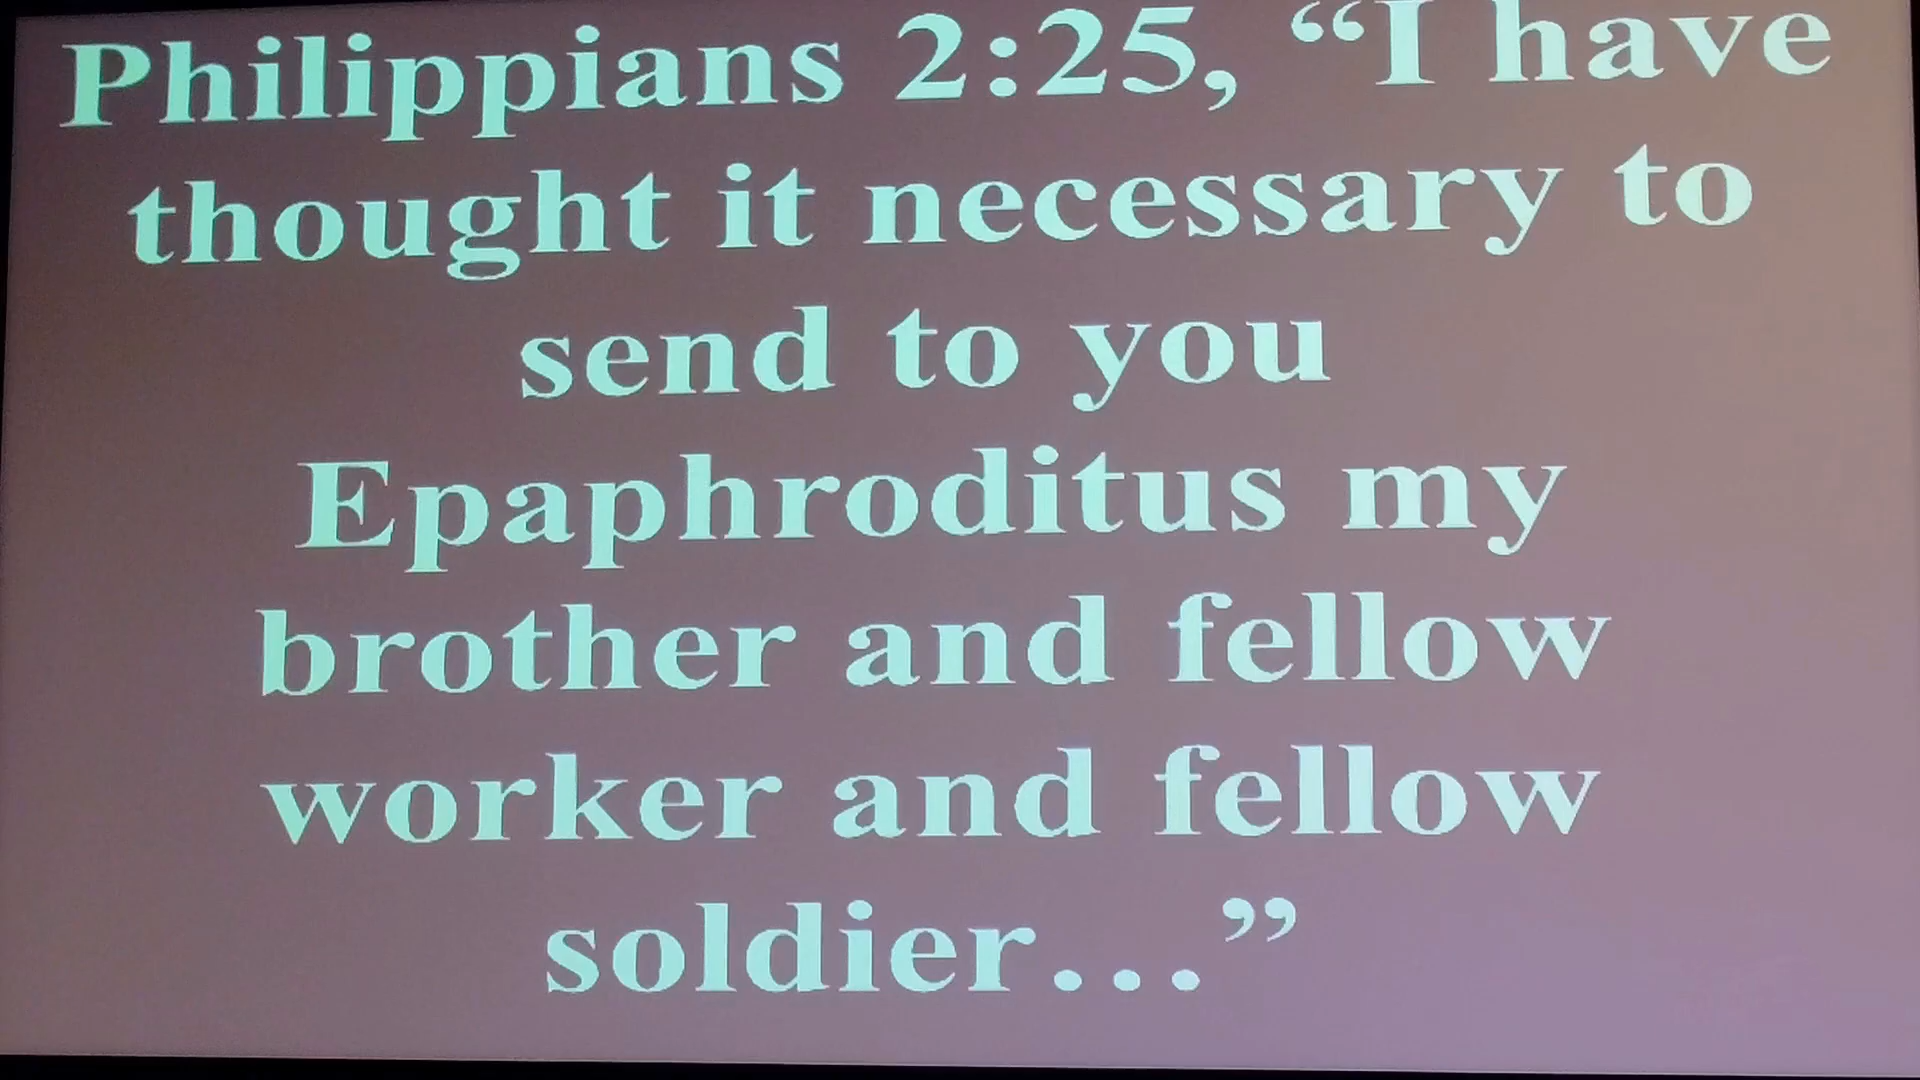 Philippians 2:25, “I have
thought it necessary to
send to you
Epaphroditus my
brother and fellow
worker and fellow
soldier…”